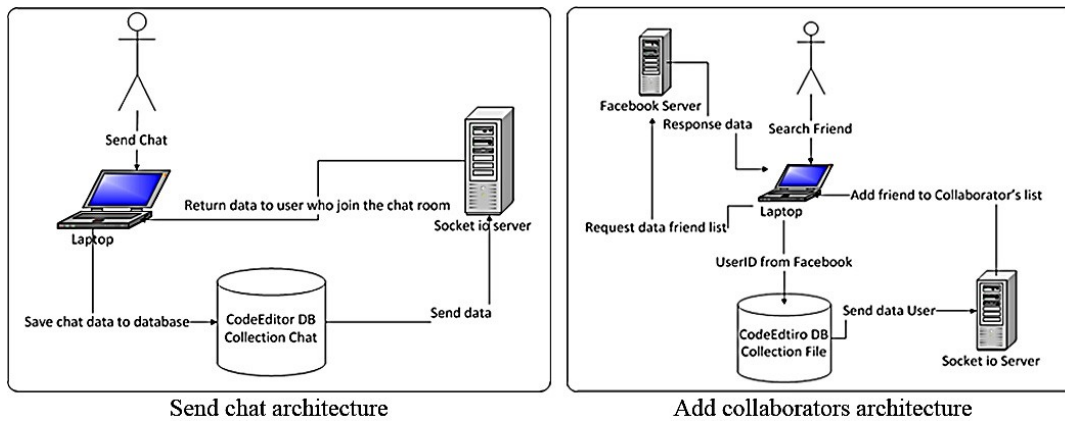 Send Chat
Return data to user who join the chat room
Laptop
Socket io server
Save chat data to database
CodeEditor DB
Collection Chat
Send data
Send chat architecture
Facebook Server
Response data
Search Friend
Add friend to Collaborator's list
Laptop
Request data friend list
UserID from Facebook
CodeEdtiro DB
Collection File
Send data User
Socket io Server
Add collaborators architecture